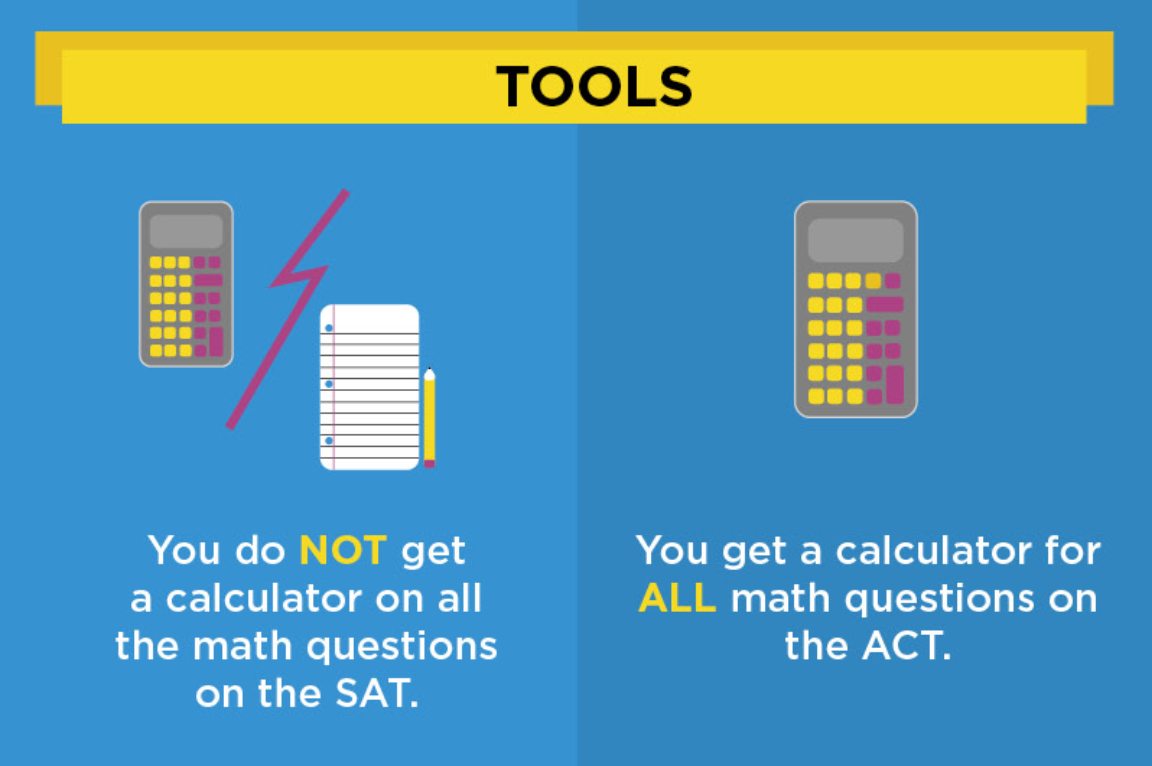 TOOLS
You do NOT get
a calculator on all
the math questions
on the SAT.
You get a calculator for
ALL math questions on
the ACT.